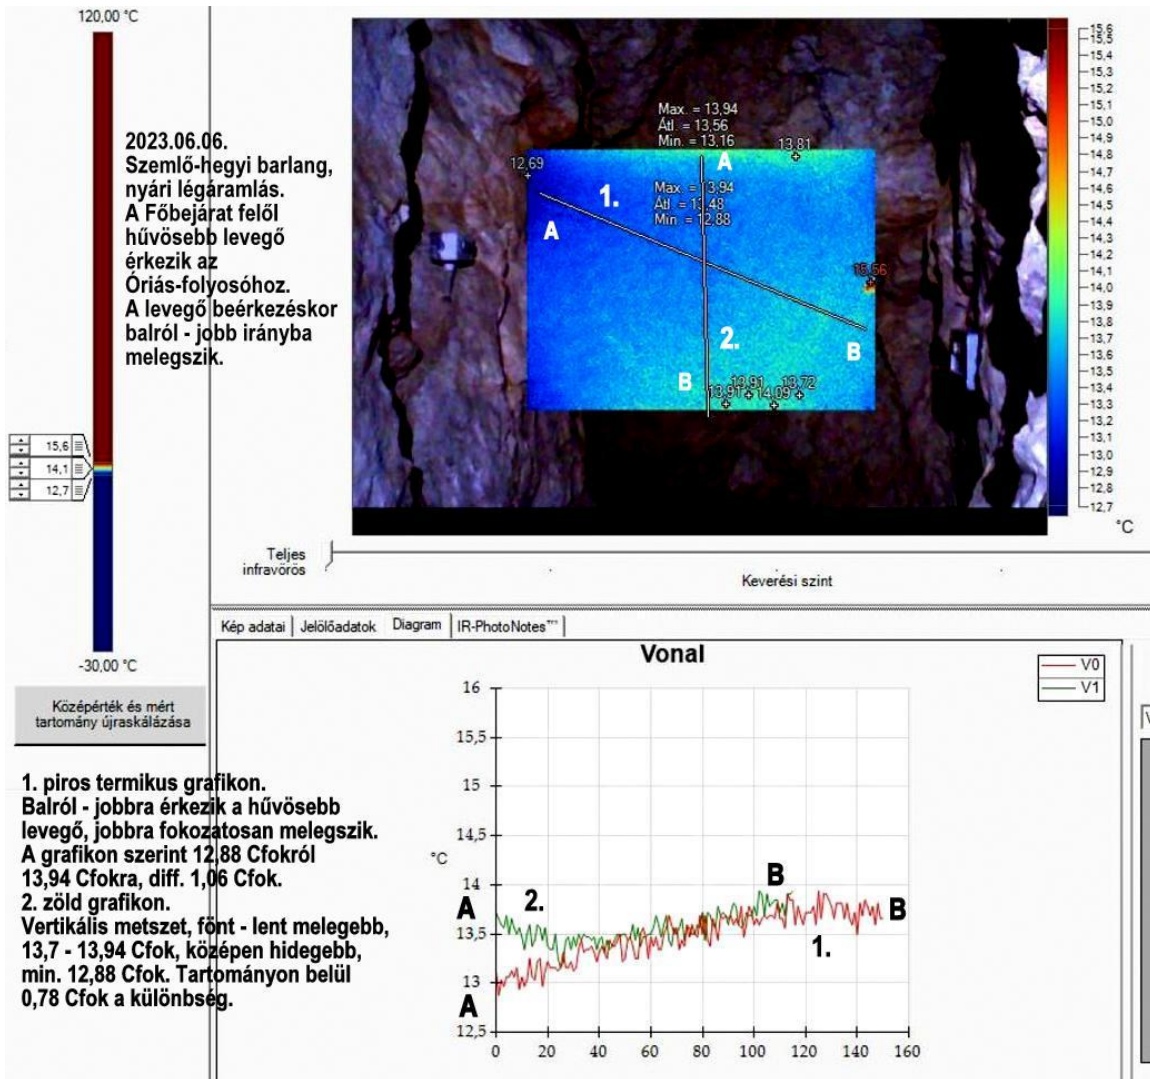 120,00 °C
2023.06.06.
Szemlő-hegyi barlang,
nyári légáramlás.
A Főbejárat felől
hűvösebb levegő
érkezik az
Óriás-folyosóhoz.
A levegő beérkezéskor
balról - jobb irányba
melegszik.
15,6
14,1
12,7
-30,00 °C
Középérték és mért
tartomány újraskálázása
Max. = 13,94
Átl. = 13,56
Min. = 13,16
A
13,81
12,69
1.
Max. = 13,94
Átl. = 13,48
Min. = 12,88
A
15,56
2.
B
B
13,91
13,91
14,09
13,72
15,6
15,5
15,3
15,2
15,1
15,0
14,9
14,8
14,7
14,5
14,4
14,3
14,2
14,1
14,0
13,9
13,7
13,6
13,5
13,4
13,3
13,2
13,1
13,0
12,9
12,8
12,7
°C
Teljes
infravörös
Keverési szint
Kép adatai
Jelölőadatok
Diagram
IR-PhotoNotes™
Vonal
V0
V1
16
15,5
15
14,5
14
13,5
13
12,5
°C
A
2.
B
B
1.
A
0 20 40 60 80 100 120 140 160
1. piros termikus grafikon.
Balról - jobbra érkezik a hűvösebb
levegő, jobbra fokozatosan melegszik.
A grafikon szerint 12,88 Cfokról
13,94 Cfokra, diff. 1,06 Cfok.
2. zöld grafikon.
Vertikális metszet, fönt - lent melegebb,
13,7 - 13,94 Cfok, középen hidegebb,
min. 12,88 Cfok. Tartományon belül
0,78 Cfok a különbség.